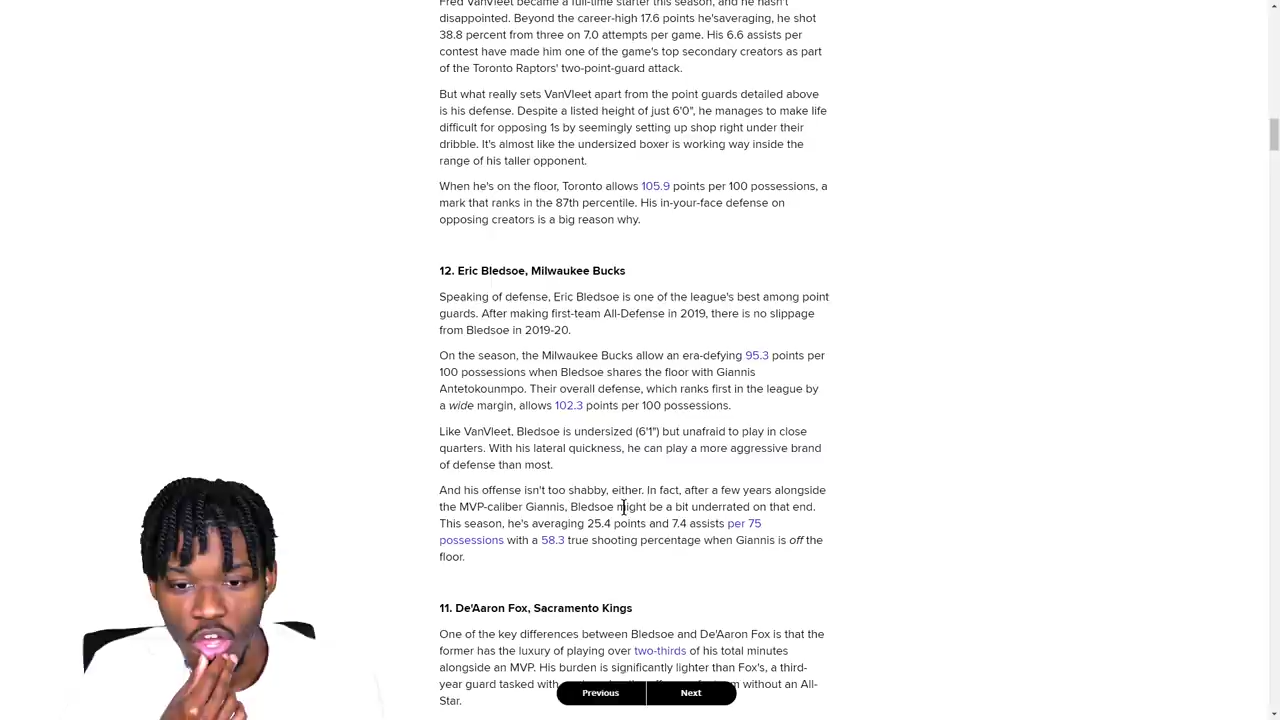 Fred VanVleet became a full-time starter this season, and he hasn't
disappointed. Beyond the career-high 17.6 points he'saveraging, he shot
38.8 percent from three on 7.0 attempts per game. His 6.6 assists per
contest have made him one of the game's top secondary creators as part
of the Toronto Raptors' two-point-guard attack.
But what really sets VanVleet apart from the point guards detailed above
is his defense. Despite a listed height of just 6'0", he manages to make life
difficult for opposing 1s by seemingly setting up shop right under their
dribble. It's almost like the undersized boxer is working way inside the
range of his taller opponent.
When he's on the floor, Toronto allows 105.9 points per 100 possessions, a
mark that ranks in the 87th percentile. His in-your-face defense on
opposing creators is a big reason why.
12. Eric Bledsoe, Milwaukee Bucks
Speaking of defense, Eric Bledsoe is one of the league's best among point
guards. After making first-team All-Defense in 2019, there is no slippage
from Bledsoe in 2019-20.
On the season, the Milwaukee Bucks allow an era-defying 95.3 points per
100 possessions when Bledsoe shares the floor with Giannis
Antetokounmpo. Their overall defense, which ranks first in the league by
a wide margin, allows 102.3 points per 100 possessions.
Like VanVleet, Bledsoe is undersized (6'1") but unafraid to play in close
quarters. With his lateral quickness, he can play a more aggressive brand
of defense than most.
And his offense isn't too shabby, either. In fact, after a few years alongside
the MVP-caliber Giannis, Bledsoe might be a bit underrated on that end.
This season, he's averaging 25.4 points and 7.4 assists per 75
possessions with a 58.3 true shooting percentage when Giannis is off the
floor.
11. De'Aaron Fox, Sacramento Kings
One of the key differences between Bledsoe and De'Aaron Fox is that the
former has the luxury of playing over two-thirds of his total minutes
alongside an MVP. His burden is significantly lighter than Fox's, a third-
year guard tasked with without an All-
Star.
Previous
Next